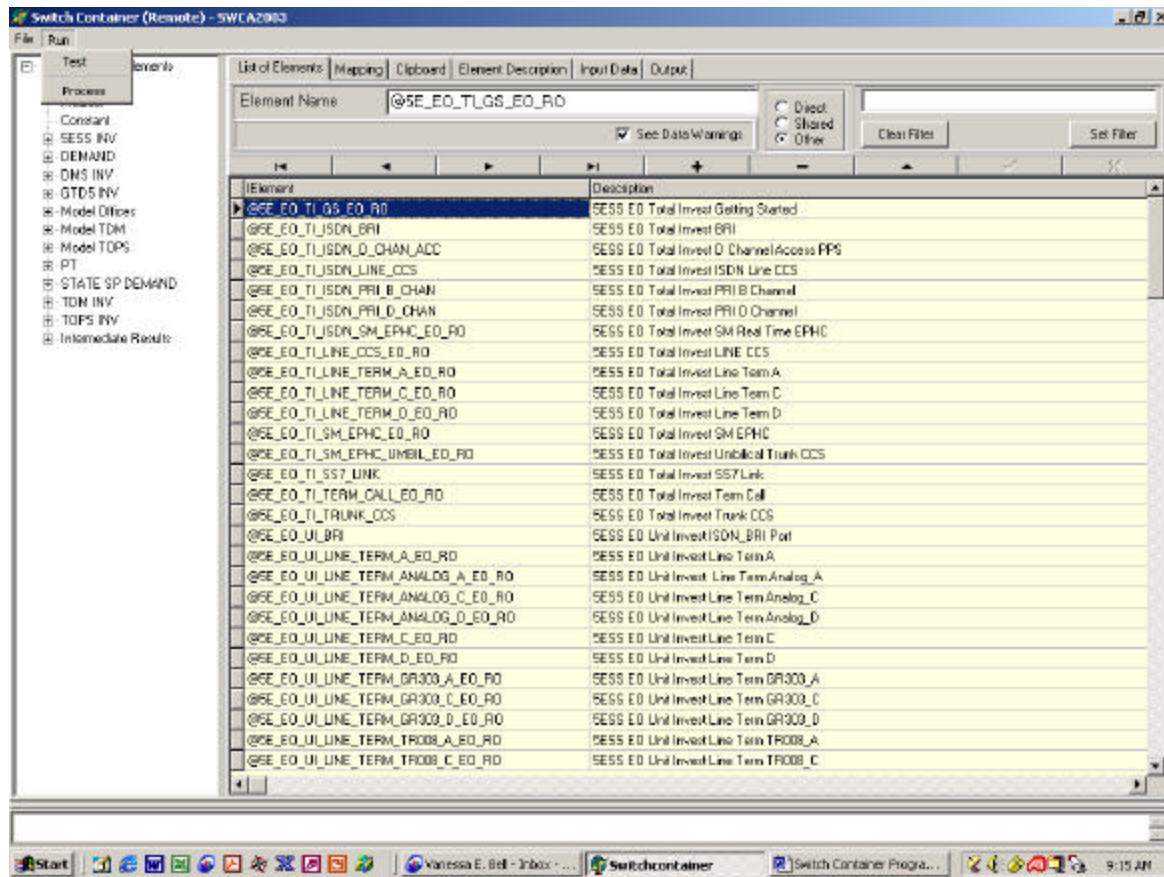 Switch Container (Remote) - SWCA2003
File Run
Test
Process
ements
Constant
5ESS INV
DEMAND
DMS INV
GTD5 INV
Model Offices
Model TDM
Model TOPS
PT
STATE SP DEMAND
TDM INV
TOPS INV
Intermediate Results
List of Elements Mapping Clipboard Element Description Input Data Output
Element Name @5E_EO_TI_GS_EO_RO
Direct
Shared
Other
See Data Warnings
Clear Filter Set Filter
IElement Description
@5E_EO_TI_GS_EO_RO 5ESS EO Total Invest Getting Started
@5E_EO_TI_ISDN_BRI 5ESS EO Total Invest BRI
@5E_EO_TI_ISDN_D_CHAN_ACC 5ESS EO Total Invest D Channel Access PPS
@5E_EO_TI_ISDN_LINE_CCS 5ESS EO Total Invest ISDN Line CCS
@5E_EO_TI_ISDN_PRI_B_CHAN 5ESS EO Total Invest PRI B Channel
@5E_EO_TI_ISDN_PRI_D_CHAN 5ESS EO Total Invest PRI D Channel
@5E_EO_TI_ISDN_SM_EPHC_EO_RO 5ESS EO Total Invest SM Real Time EPHC
@5E_EO_TI_LINE_CCS_EO_RO 5ESS EO Total Invest LINE CCS
@5E_EO_TI_LINE_TERM_A_EO_RO 5ESS EO Total Invest Line Term A
@5E_EO_TI_LINE_TERM_C_EO_RO 5ESS EO Total Invest Line Term C
@5E_EO_TI_LINE_TERM_D_EO_RO 5ESS EO Total Invest Line Term D
@5E_EO_TI_SM_EPHC_EO_RO 5ESS EO Total Invest SM EPHC
@5E_EO_TI_SM_EPHC_UMBIL_EO_RO 5ESS EO Total Invest Umbilical Trunk CCS
@5E_EO_TI_SS7_LINK 5ESS EO Total Invest SS7 Link
@5E_EO_TI_TERM_CALL_EO_RO 5ESS EO Total Invest Term Call
@5E_EO_TI_TRUNK_CCS 5ESS EO Total Invest Trunk CCS
@5E_EO_UI_BRI 5ESS EO Unit Invest ISDN_BRI Port
@5E_EO_UI_LINE_TERM_A_EO_RO 5ESS EO Unit Invest Line Term A
@5E_EO_UI_LINE_TERM_ANALOG_A_EO_RO 5ESS EO Unit Invest Line Term Analog_A
@5E_EO_UI_LINE_TERM_ANALOG_C_EO_RO 5ESS EO Unit Invest Line Term Analog_C
@5E_EO_UI_LINE_TERM_ANALOG_D_EO_RO 5ESS EO Unit Invest Line Term Analog_D
@5E_EO_UI_LINE_TERM_C_EO_RO 5ESS EO Unit Invest Line Term C
@5E_EO_UI_LINE_TERM_D_EO_RO 5ESS EO Unit Invest Line Term D
@5E_EO_UI_LINE_TERM_GR303_A_EO_RO 5ESS EO Unit Invest Line Term GR303_A
@5E_EO_UI_LINE_TERM_GR303_C_EO_RO 5ESS EO Unit Invest Line Term GR303_C
@5E_EO_UI_LINE_TERM_GR303_D_EO_RO 5ESS EO Unit Invest Line Term GR303_D
@5E_EO_UI_LINE_TERM_TR008_A_EO_RO 5ESS EO Unit Invest Line Term TR008_A
@5E_EO_UI_LINE_TERM_TR008_C_EO_RO 5ESS EO Unit Invest Line Term TR008_C
Start Vanessa E. Bell - Inbox - ... Switchcontainer Switch Container Progra... 9:15 AM